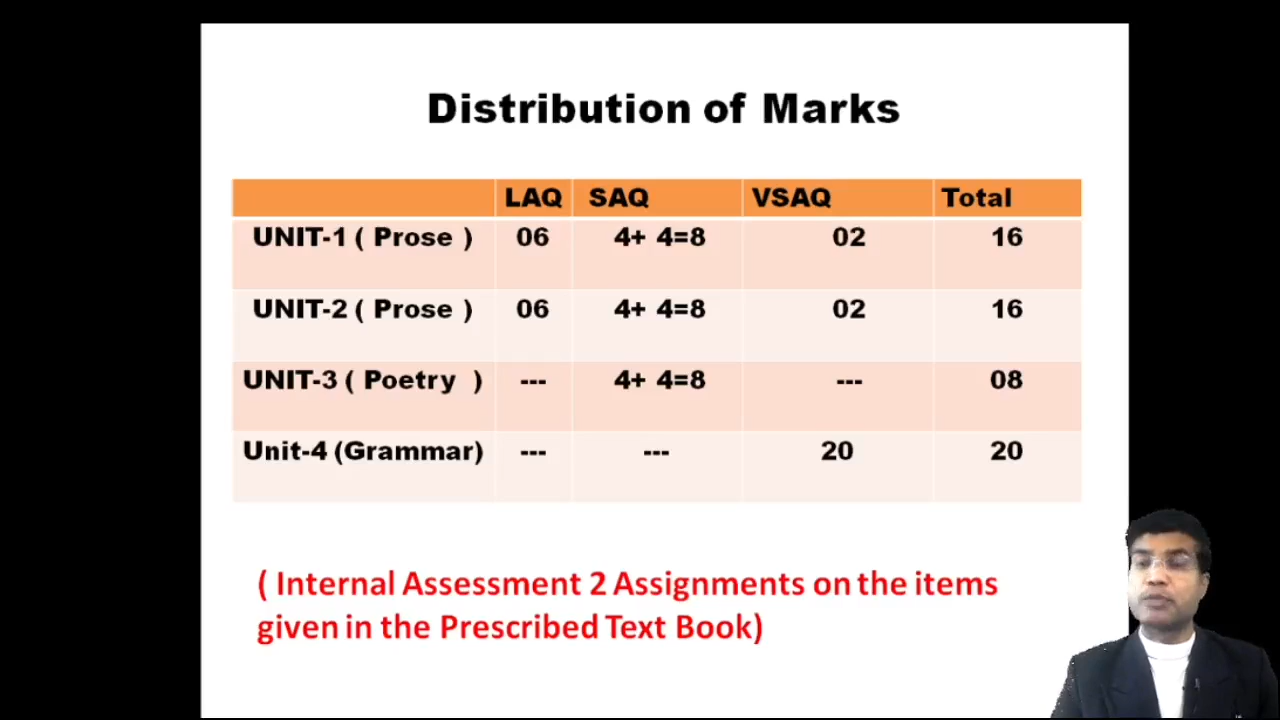 Distribution of Marks
LAQ SAQ VSAQ Total
UNIT-1 ( Prose ) 06 4+ 4=8 02 16
UNIT-2 ( Prose ) 06 4+ 4=8 02 16
UNIT-3 ( Poetry ) --- 4+ 4=8 --- 08
Unit-4 (Grammar) --- --- 20 20
( Internal Assessment 2 Assignments on the items
given in the Prescribed Text Book)